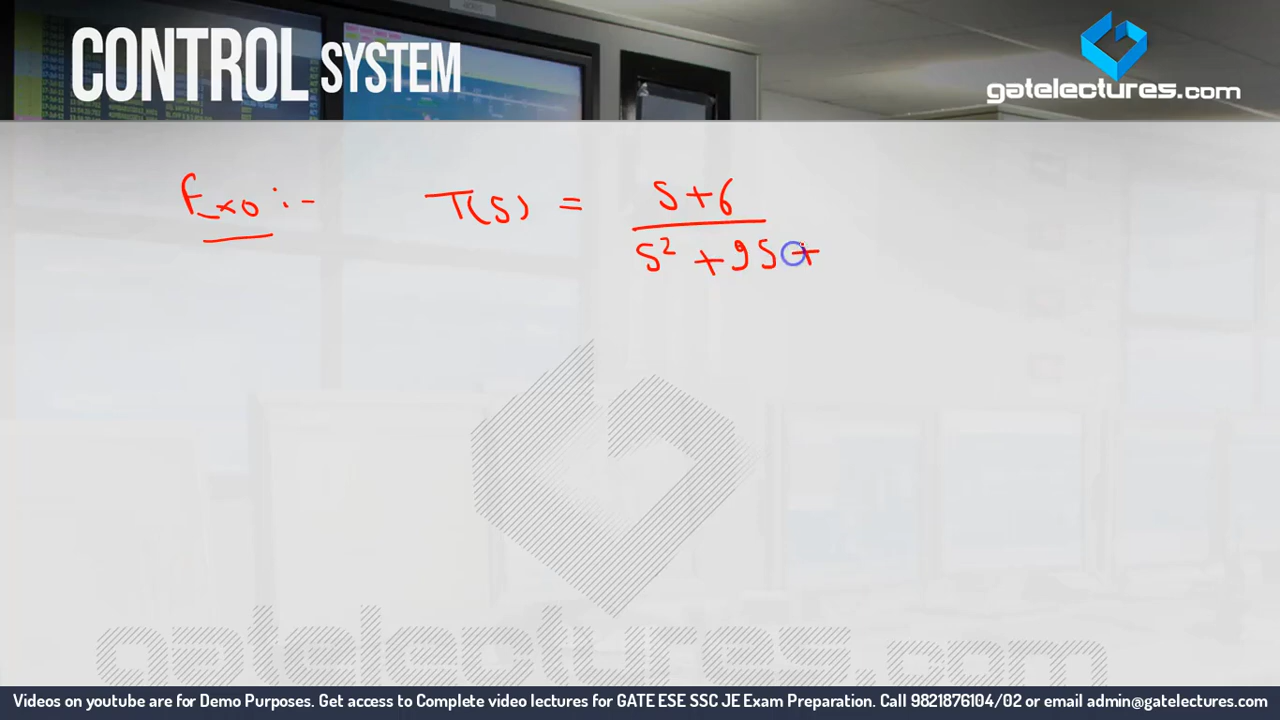 CONTROL SYSTEM
gatelectures.com
Ex:-
T(s) = s+6
s² + 9s +
gatelectures.com
Videos on youtube are for Demo Purposes. Get access to Complete video lectures for GATE ESE SSC JE Exam Preparation. Call 9821876104/02 or email admin@gatelectures.com